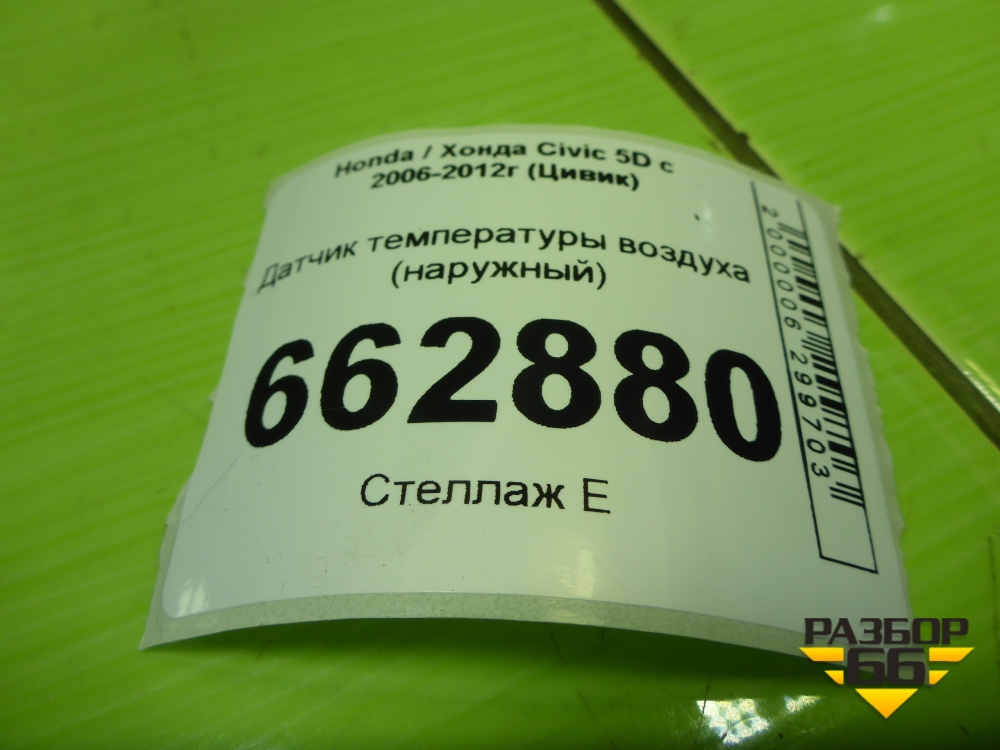 Honda / Хонда Civic 5D с
2006-2012г (Цивик)
Датчик температуры воздуха
(наружный)
662880
Стеллаж Е
2000006299703
РАЗБОР
66